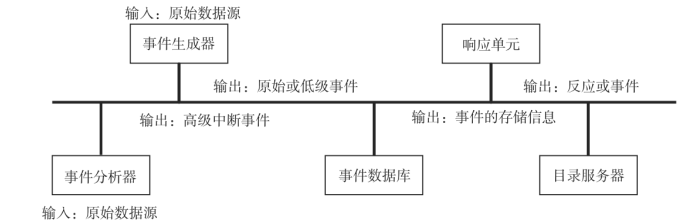 输入：原始数据源
事件生成器
响应单元
输出：原始或低级事件
输出：反应或事件
输出：高级中断事件
输出：事件的存储信息
事件分析器
事件数据库
目录服务器
输入：原始数据源